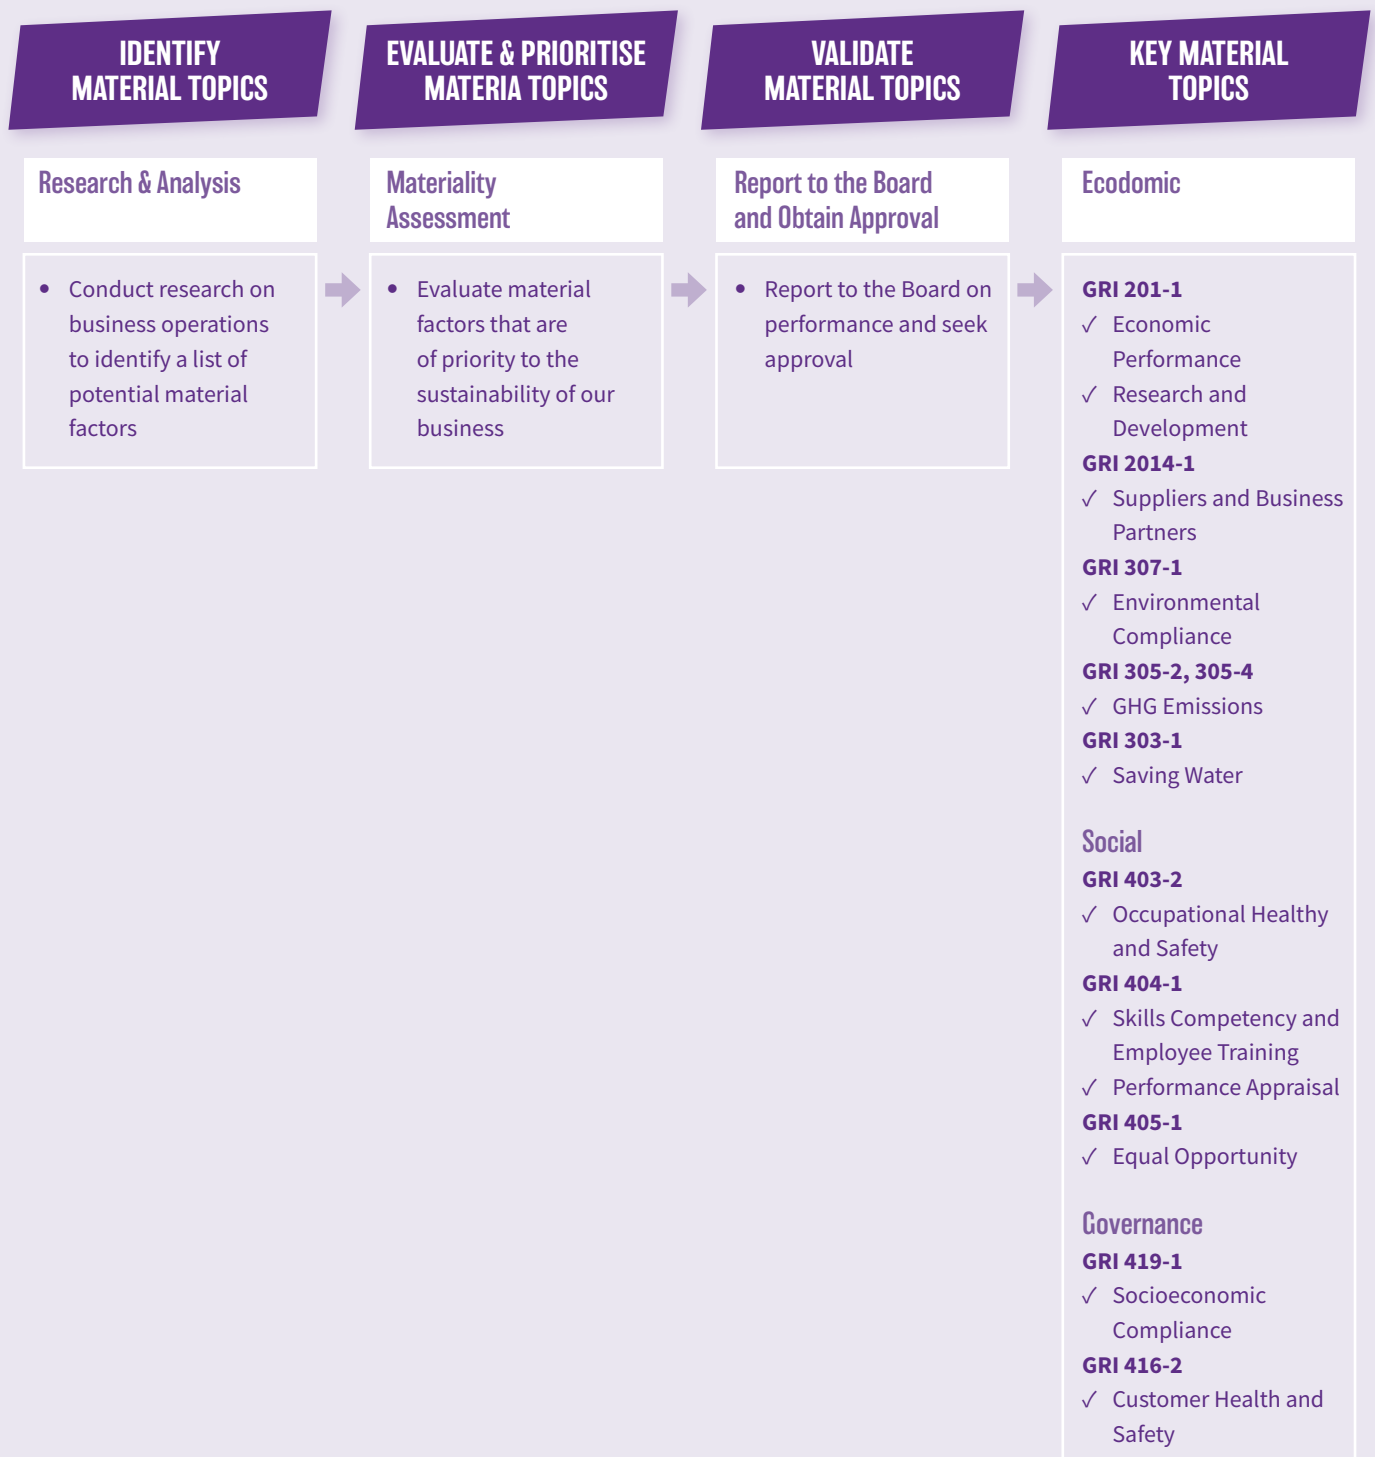 IDENTIFY
MATERIAL TOPICS
Research & Analysis
• Conduct research on
business operations
to identify a list of
potential material
factors
EVALUATE & PRIORITISE
MATERIA TOPICS
Materiality
Assessment
• Evaluate material
factors that are
of priority to the
sustainability of our
business
VALIDATE
MATERIAL TOPICS
Report to the Board
and Obtain Approval
• Report to the Board on
performance and seek
approval
KEY MATERIAL
TOPICS
Ecodomic
GRI 201-1
✓ Economic
Performance
✓ Research and
Development
GRI 2014-1
✓ Suppliers and Business
Partners
GRI 307-1
✓ Environmental
Compliance
GRI 305-2, 305-4
✓ GHG Emissions
GRI 303-1
✓ Saving Water
Social
GRI 403-2
✓ Occupational Healthy
and Safety
GRI 404-1
✓ Skills Competency and
Employee Training
✓ Performance Appraisal
GRI 405-1
✓ Equal Opportunity
Governance
GRI 419-1
✓ Socioeconomic
Compliance
GRI 416-2
✓ Customer Health and
Safety